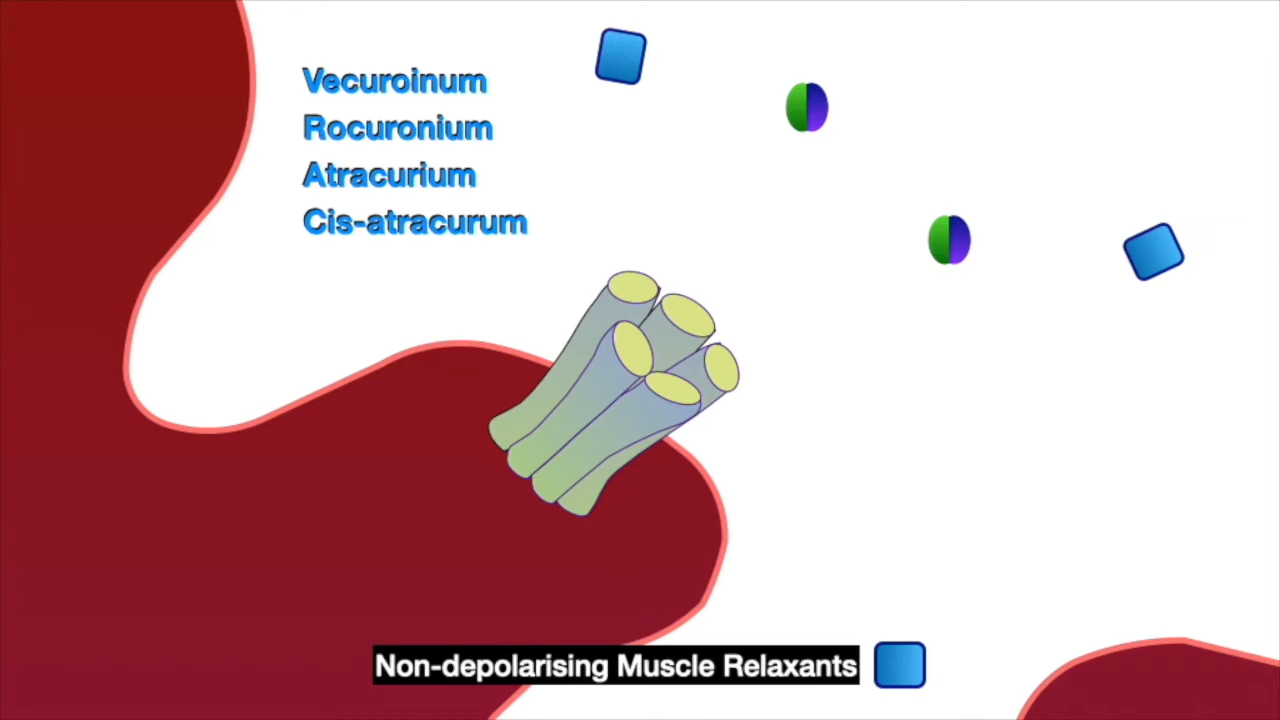 Vecuroinum
Rocuronium
Atracurium
Cis-atracurum
Non-depolarising Muscle Relaxants